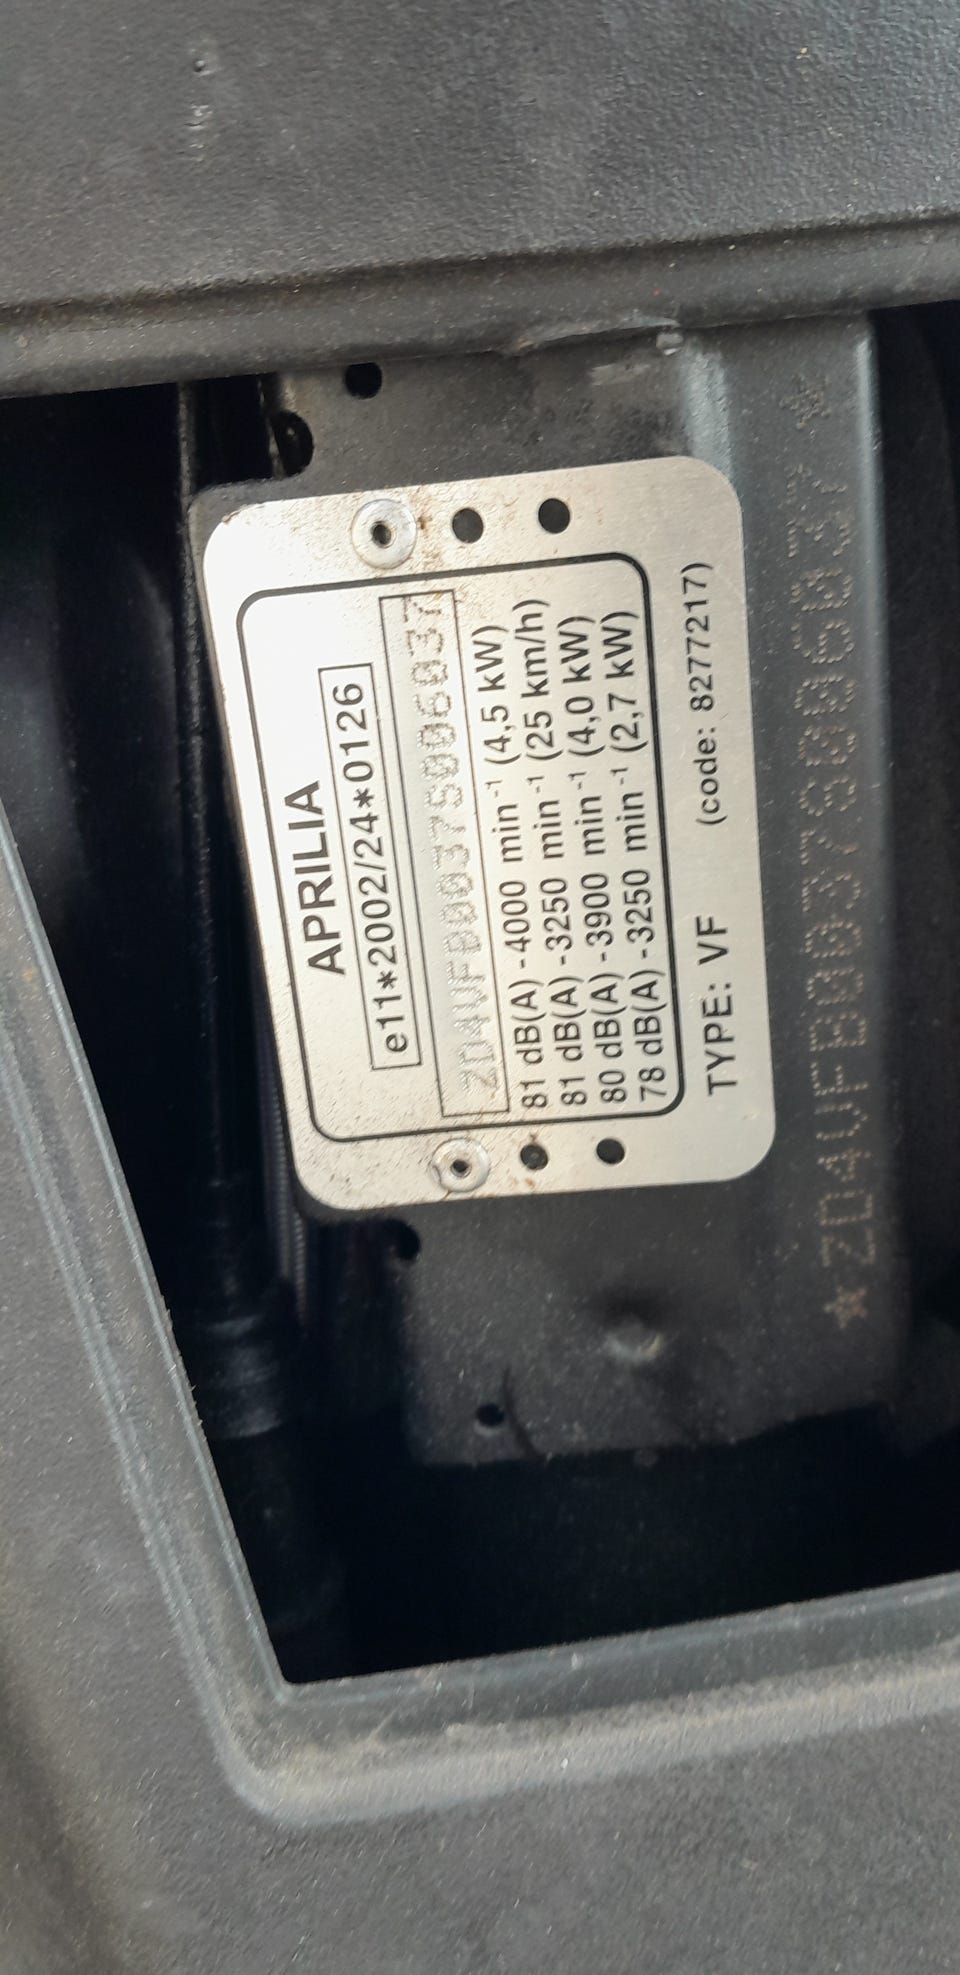 APRILIA
e11*2002/24*0126
ZD4VFB0037S006037
81 dB(A) -4000 min⁻¹ (4,5 kW)
81 dB(A) -3250 min⁻¹ (25 km/h)
80 dB(A) -3900 min⁻¹ (4,0 kW)
78 dB(A) -3250 min⁻¹ (2,7 kW)
TYPE: VF (code: 8277217)
*ZD4VFB0037S006037*